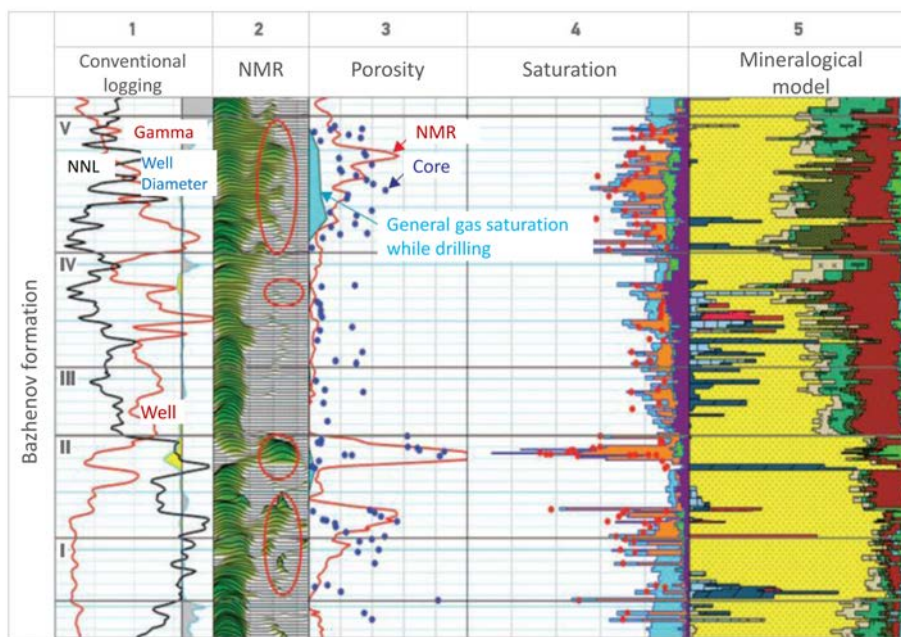 1 2 3 4 5
Conventional logging NMR Porosity Saturation Mineralogical model
Bazhenov formation
V
Gamma
NMR
NNL
Well
Diameter
Core
General gas saturation
while drilling
IV
III
Well
II
I